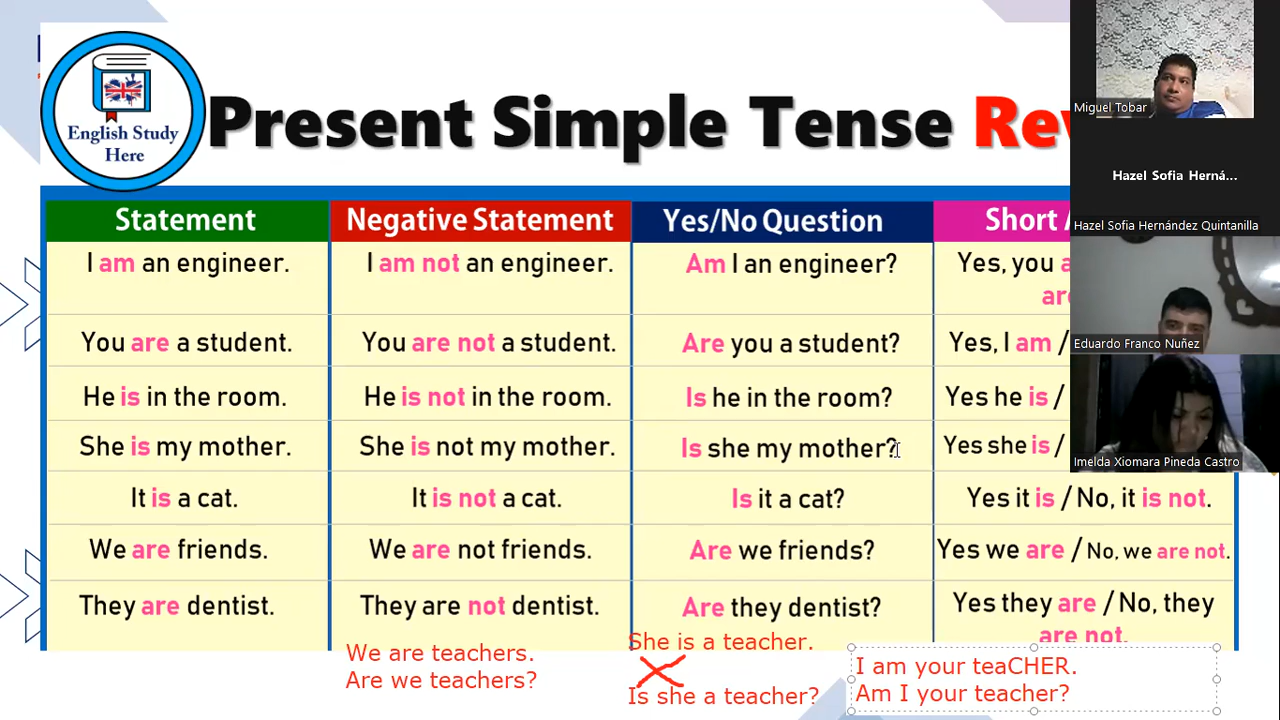 English Study
Here
Present Simple Tense
Statement
Negative Statement
Yes/No Question
Short
I am an engineer.
I am not an engineer.
Am I an engineer?
Yes, you
You are a student.
You are not a student.
Are you a student?
Yes, I am /
He is in the room.
He is not in the room.
Is he in the room?
Yes he is /
She is my mother.
She is not my mother.
Is she my mother?
Yes she is /
It is a cat.
It is not a cat.
Is it a cat?
Yes it is / No, it is not.
We are friends.
We are not friends.
Are we friends?
Yes we are / No, we are not.
They are dentist.
They are not dentist.
Are they dentist?
Yes they are / No, they
are not.
We are teachers.
Are we teachers?
She is a teacher.
Is she a teacher?
I am your teaCHER.
Am I your teacher?
Miguel Tobar
Hazel Sofia Herná...
Hazel Sofia Hernández Quintanilla
Eduardo Franco Nuñez
Imelda Xiomara Pineda Castro